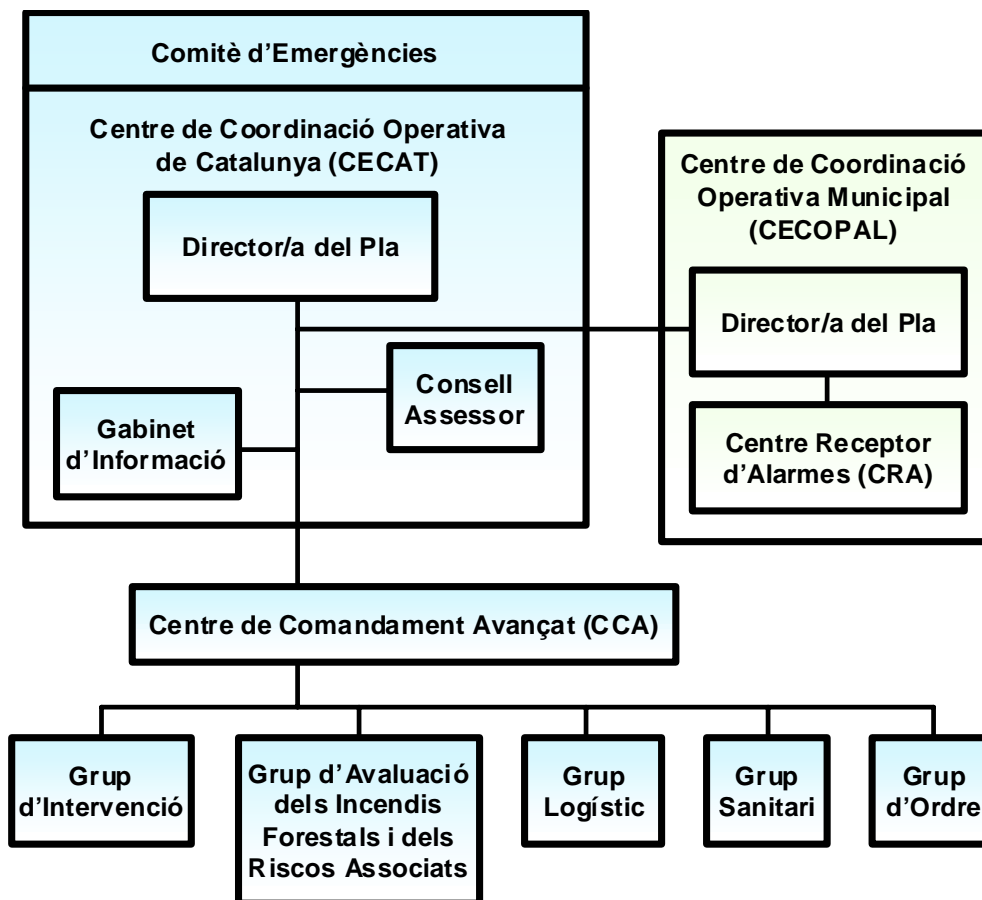 Comitè d’Emergències
Centre de Coordinació Operativa
de Catalunya (CECAT)
Director/a del Pla
Consell
Assessor
Gabinet
d’Informació
Centre de Coordinació
Operativa Municipal
(CECOPAL)
Director/a del Pla
Centre Receptor
d’Alarmes (CRA)
Centre de Comandament Avançat (CCA)
Grup
d’Intervenció
Grup d’Avaluació
dels Incendis
Forestals i dels
Riscos Associats
Grup
Logístic
Grup
Sanitari
Grup
d’Ordre